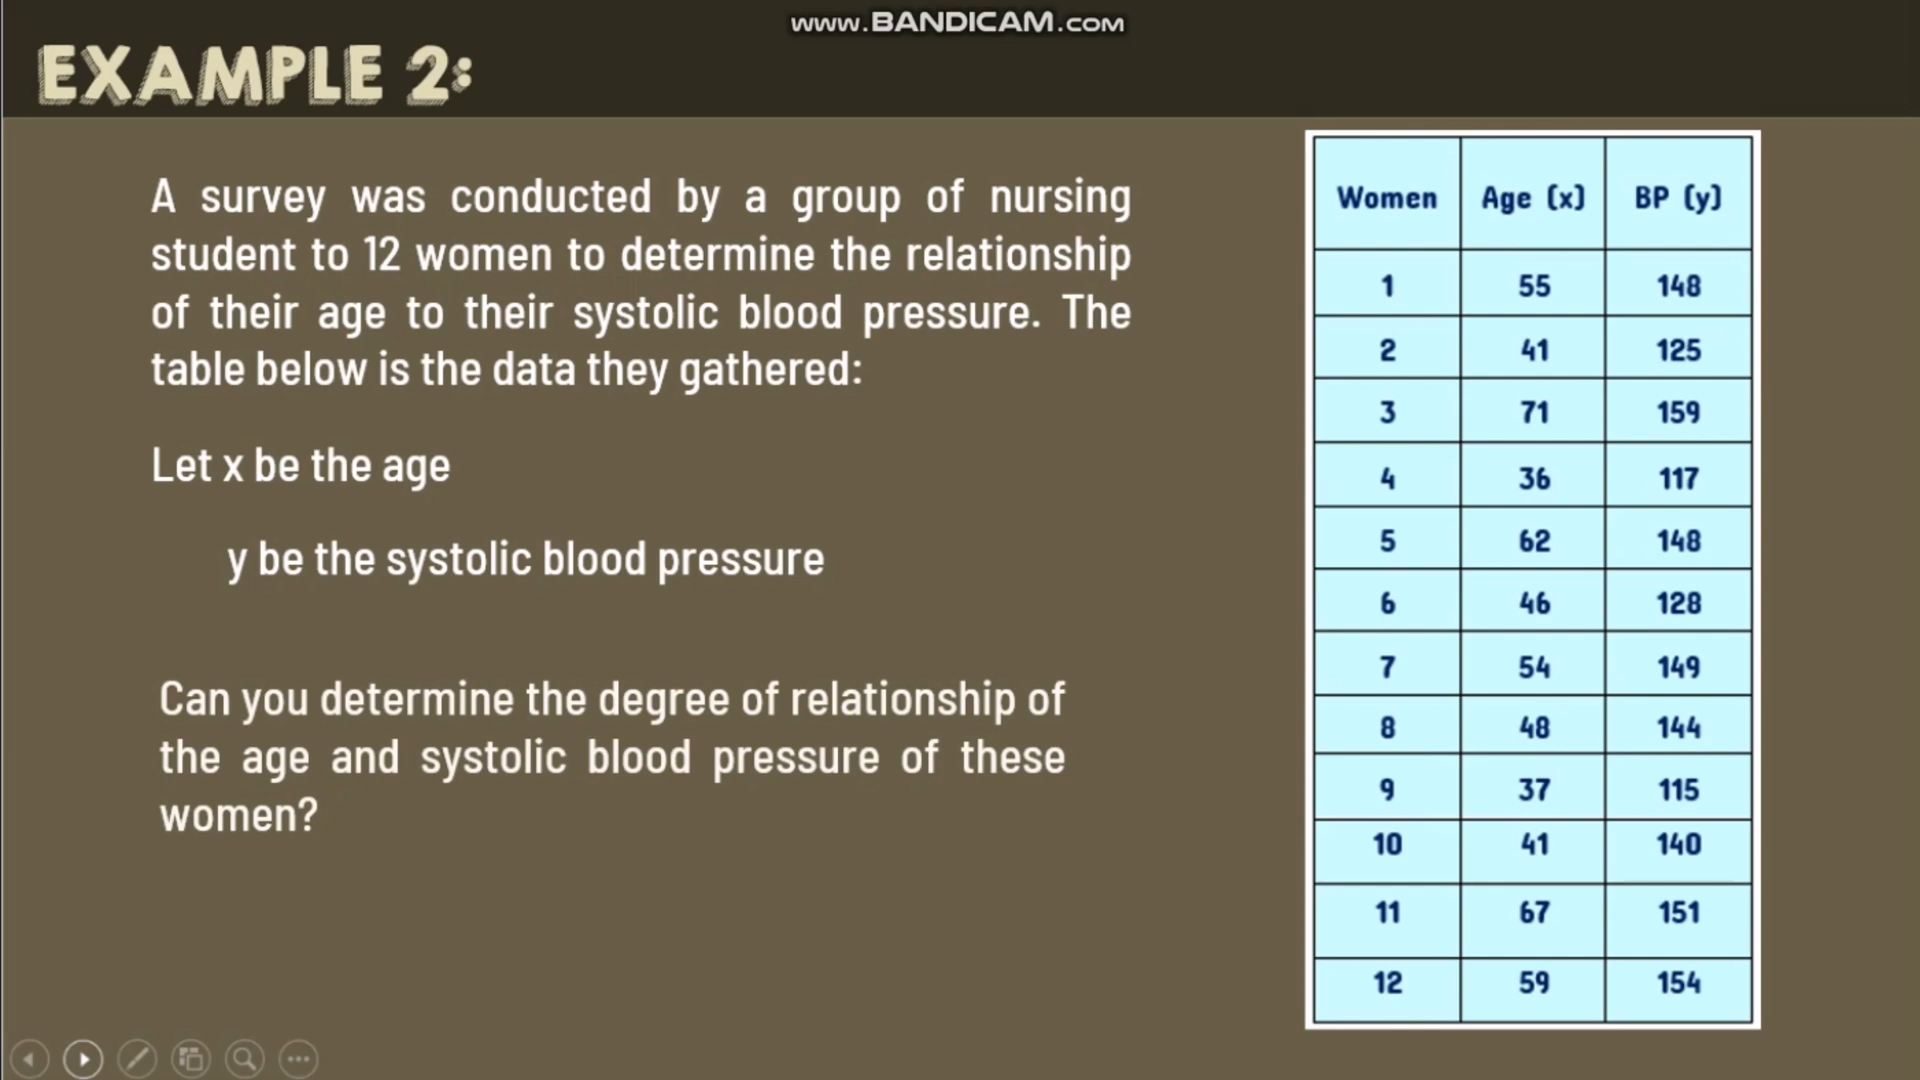 www.BANDICAM.com
EXAMPLE 2:
A survey was conducted by a group of nursing
student to 12 women to determine the relationship
of their age to their systolic blood pressure. The
table below is the data they gathered:
Let x be the age
y be the systolic blood pressure
Can you determine the degree of relationship of
the age and systolic blood pressure of these
women?
Women Age (x) BP (y)
1 55 148
2 41 125
3 71 159
4 36 117
5 62 148
6 46 128
7 54 149
8 48 144
9 37 115
10 41 140
11 67 151
12 59 154